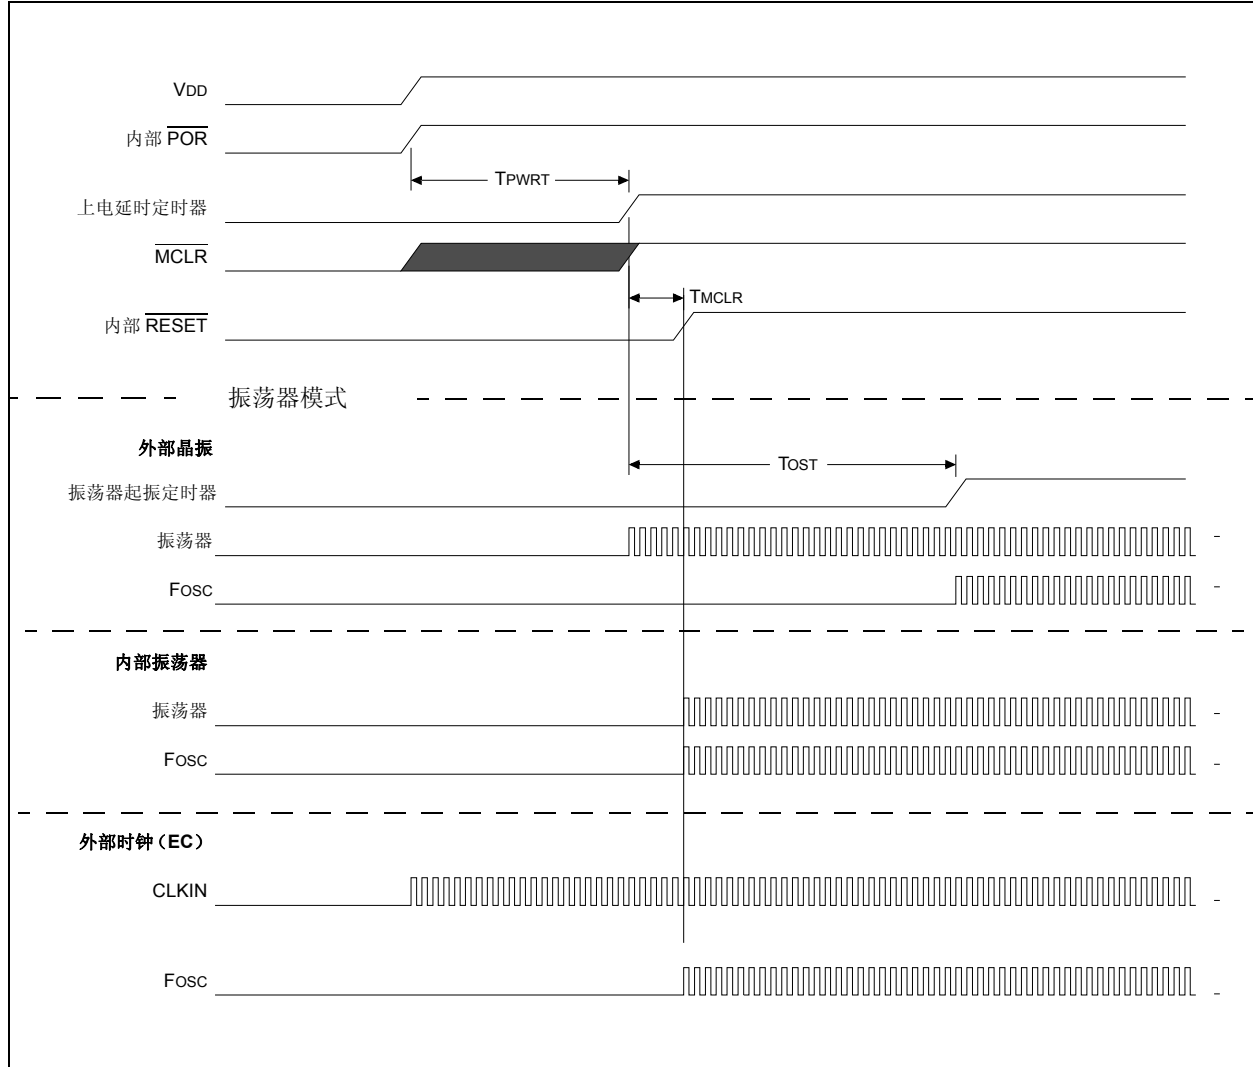 VDD
内部 POR
TPWRT
上电延时定时器
MCLR
TMCLR
内部 RESET
振荡器模式
外部晶振
TOST
振荡器起振定时器
振荡器
FOSC
内部振荡器
振荡器
FOSC
外部时钟（EC）
CLKIN
FOSC